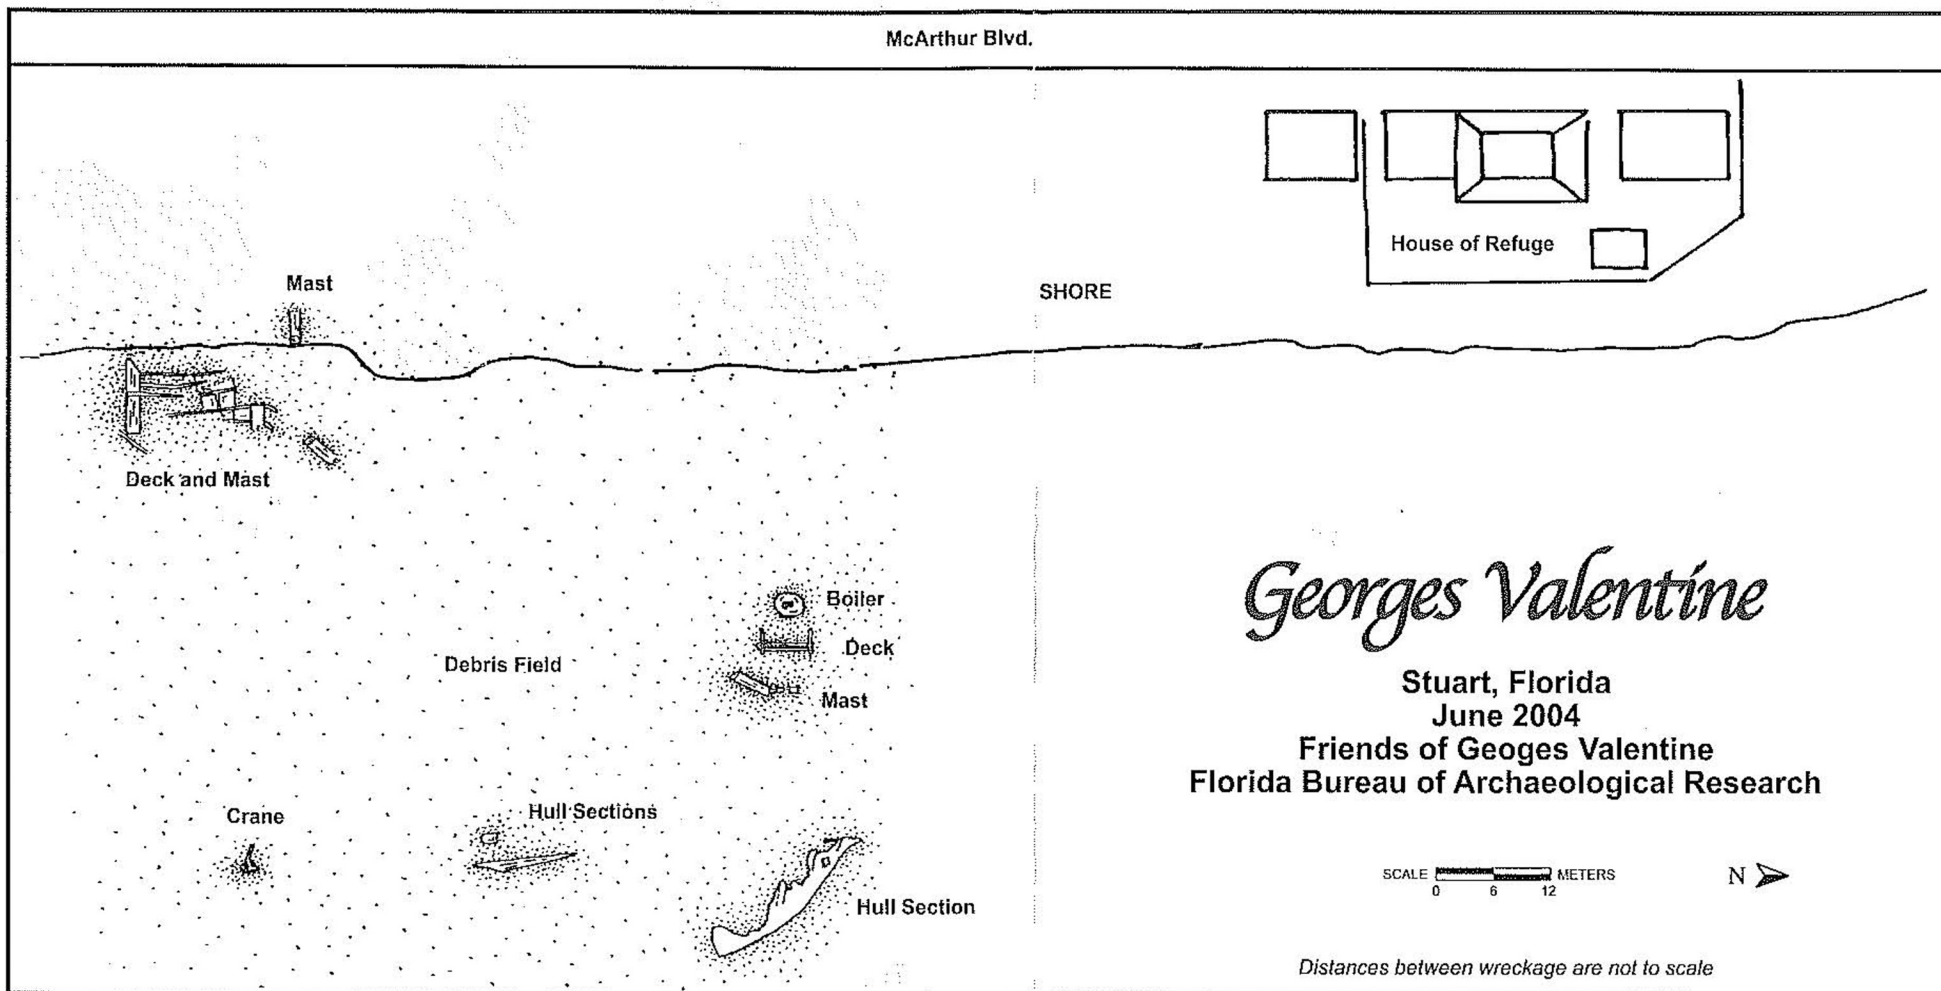 McArthur Blvd.
House of Refuge
Mast
SHORE
Deck and Mast
Boiler
Deck
Debris Field
Mast
Georges Valentine
Stuart, Florida
June 2004
Friends of Geoges Valentine
Florida Bureau of Archaeological Research
Crane
Hull Sections
Hull Section
SCALE METERS
0 6 12
N
Distances between wreckage are not to scale